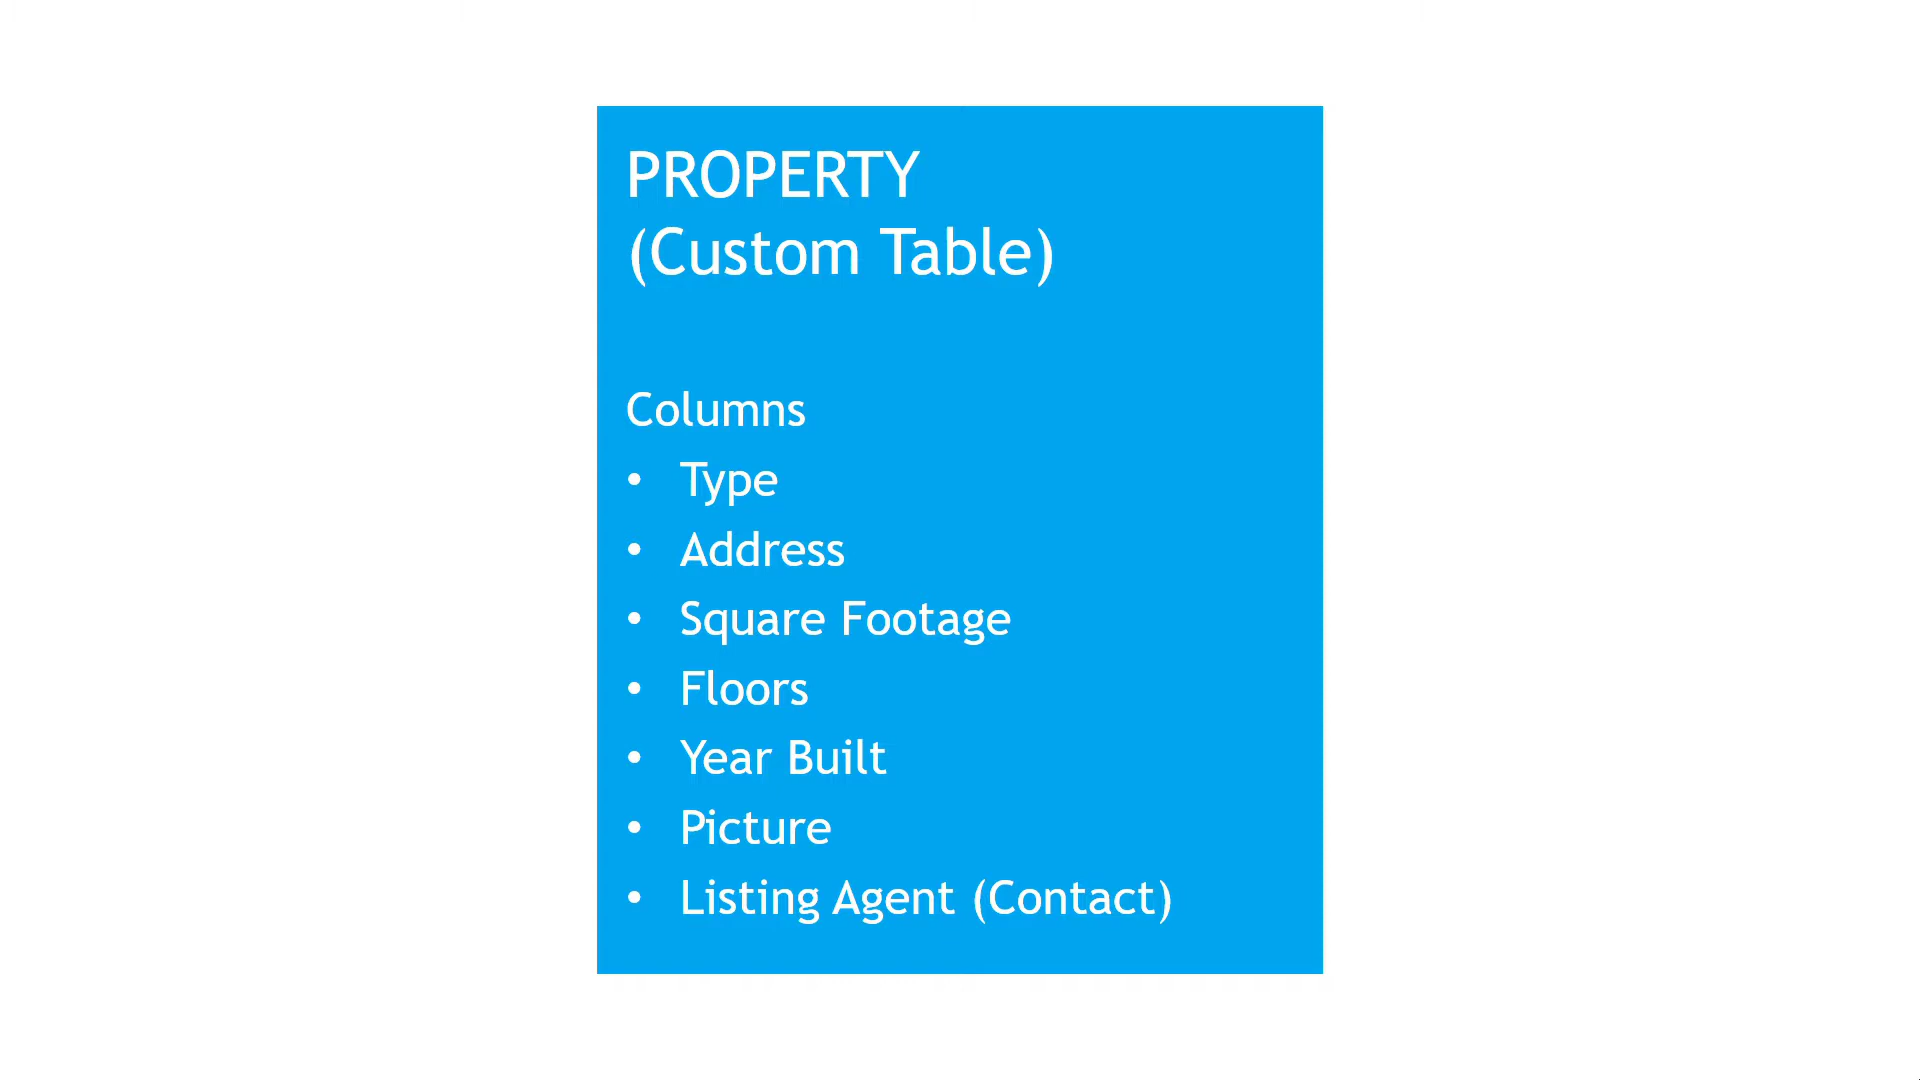 PROPERTY
(Custom Table)
Columns
• Type
• Address
• Square Footage
• Floors
• Year Built
• Picture
• Listing Agent (Contact)